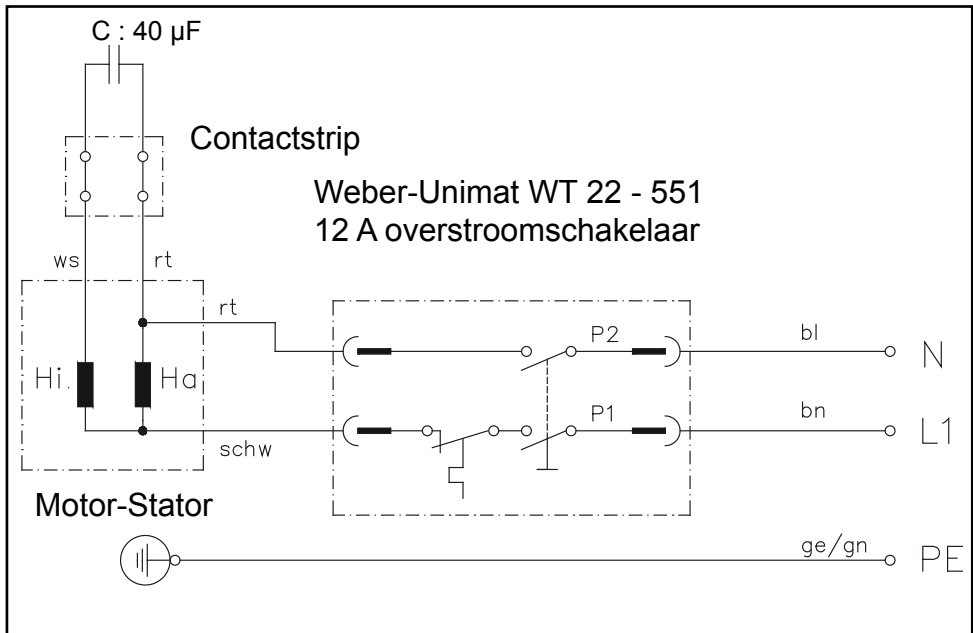 C : 40 µF
Contactstrip
Weber-Unimat WT 22 - 551
12 A overstroomschakelaar
ws
rt
rt
P2
bl
N
Hi.
Ha
schw
P1
bn
L1
Motor-Stator
ge/gn
PE